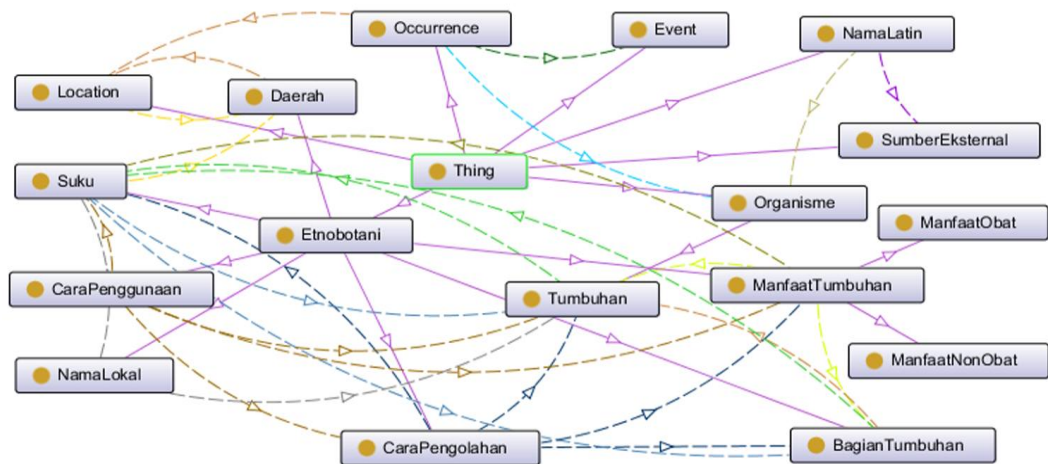 Occurrence
Event
NamaLatin
Location
Daerah
SumberEksternal
Thing
Suku
Organisme
ManfaatObat
Etnobotani
CaraPenggunaan
Tumbuhan
ManfaatTumbuhan
NamaLokal
ManfaatNonObat
CaraPengolahan
BagianTumbuhan